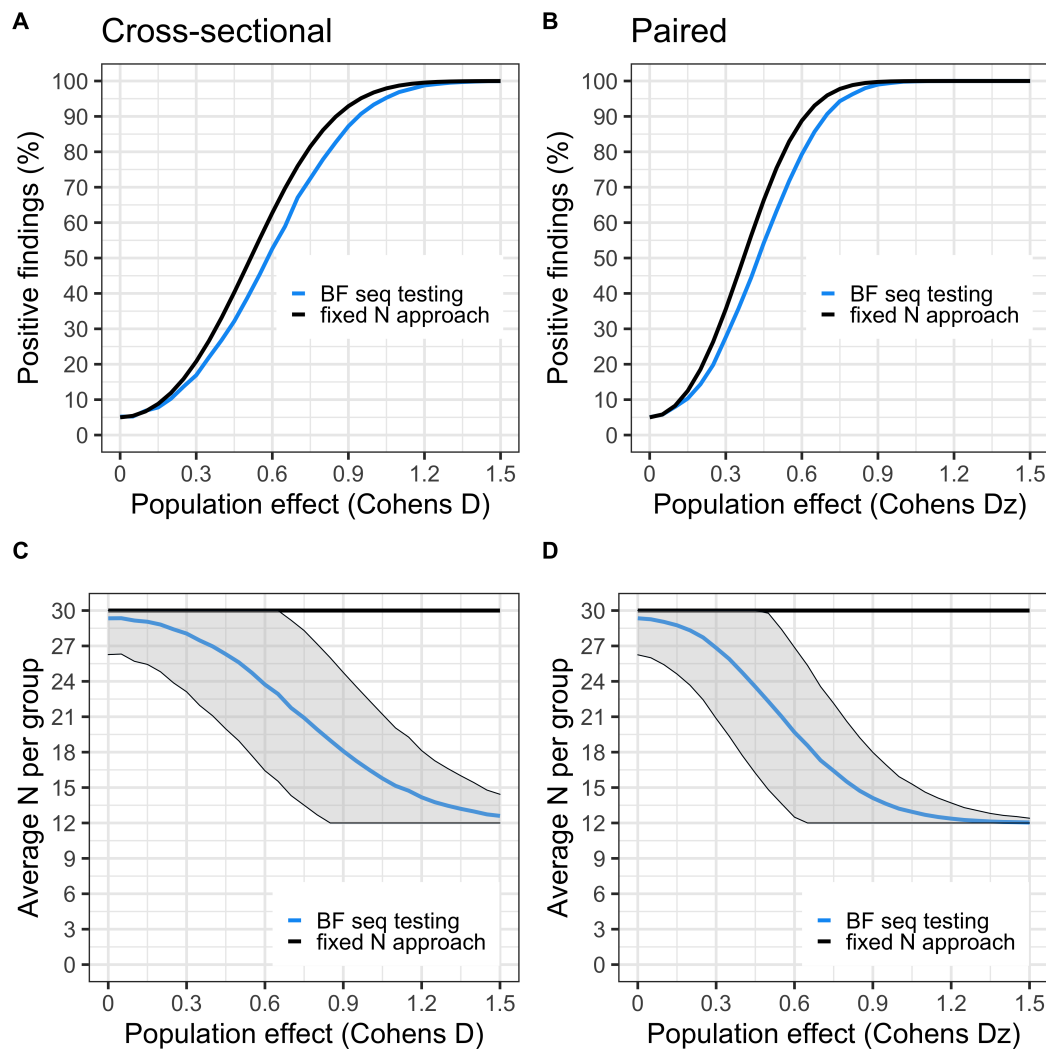 A
Cross-sectional
Positive findings (%)
100
90
80
70
60
50
40
30
20
10
0
BF seq testing
fixed N approach
0 0.3 0.6 0.9 1.2 1.5
Population effect (Cohens D)
B
Paired
Positive findings (%)
100
90
80
70
60
50
40
30
20
10
0
BF seq testing
fixed N approach
0 0.3 0.6 0.9 1.2 1.5
Population effect (Cohens Dz)
C
Average N per group
30
27
24
21
18
15
12
9
6
3
0
BF seq testing
fixed N approach
0 0.3 0.6 0.9 1.2 1.5
Population effect (Cohens D)
D
Average N per group
30
27
24
21
18
15
12
9
6
3
0
BF seq testing
fixed N approach
0 0.3 0.6 0.9 1.2 1.5
Population effect (Cohens Dz)